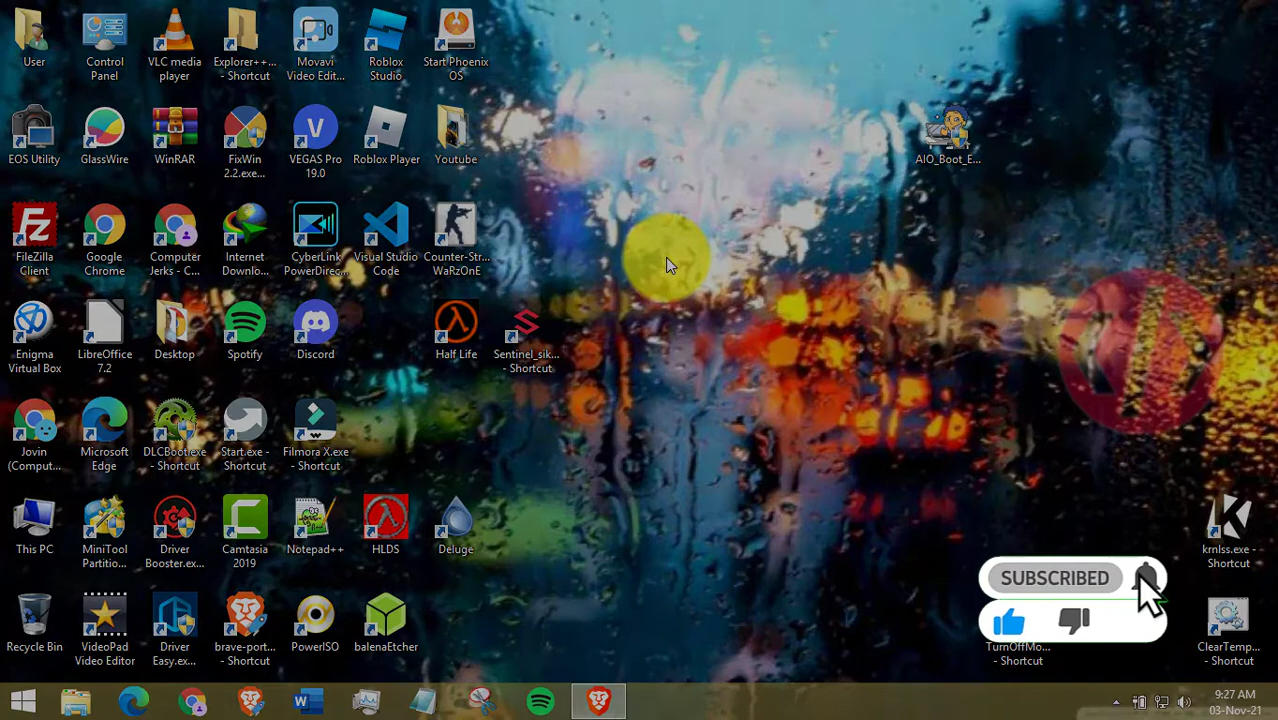 User
Control
Panel
VLC media
player
Explorer++...
- Shortcut
Movavi
Video Edit...
Roblox
Studio
Start Phoenix
OS
EOS Utility
GlassWire
WinRAR
FixWin
2.2.exe...
V
VEGAS Pro
19.0
Roblox Player
Youtube
AIO_Boot_E...
Fz
FileZilla
Client
Google
Chrome
Computer
Jerks - C...
Internet
Downlo...
CyberLink
PowerDirec...
Visual Studio
Code
Counter-Str...
WaRzOnE
Enigma
Virtual Box
LibreOffice
7.2
Desktop
Spotify
Discord
Half Life
Sentinel_sik...
- Shortcut
Jovin
(Comput...
Microsoft
Edge
DLCBoot.exe
- Shortcut
Start.exe -
Shortcut
Filmora X.exe
- Shortcut
This PC
MiniTool
Partitio...
Driver
Booster.ex...
Camtasia
2019
Notepad++
HLDS
Deluge
krnlss.exe -
Shortcut
SUBSCRIBED
Recycle Bin
VideoPad
Video Editor
Driver
Easy.ex...
brave-port...
- Shortcut
PowerISO
balenaEtcher
TurnOffMo...
- Shortcut
ClearTemp...
- Shortcut
W
9:27 AM
03-Nov-21